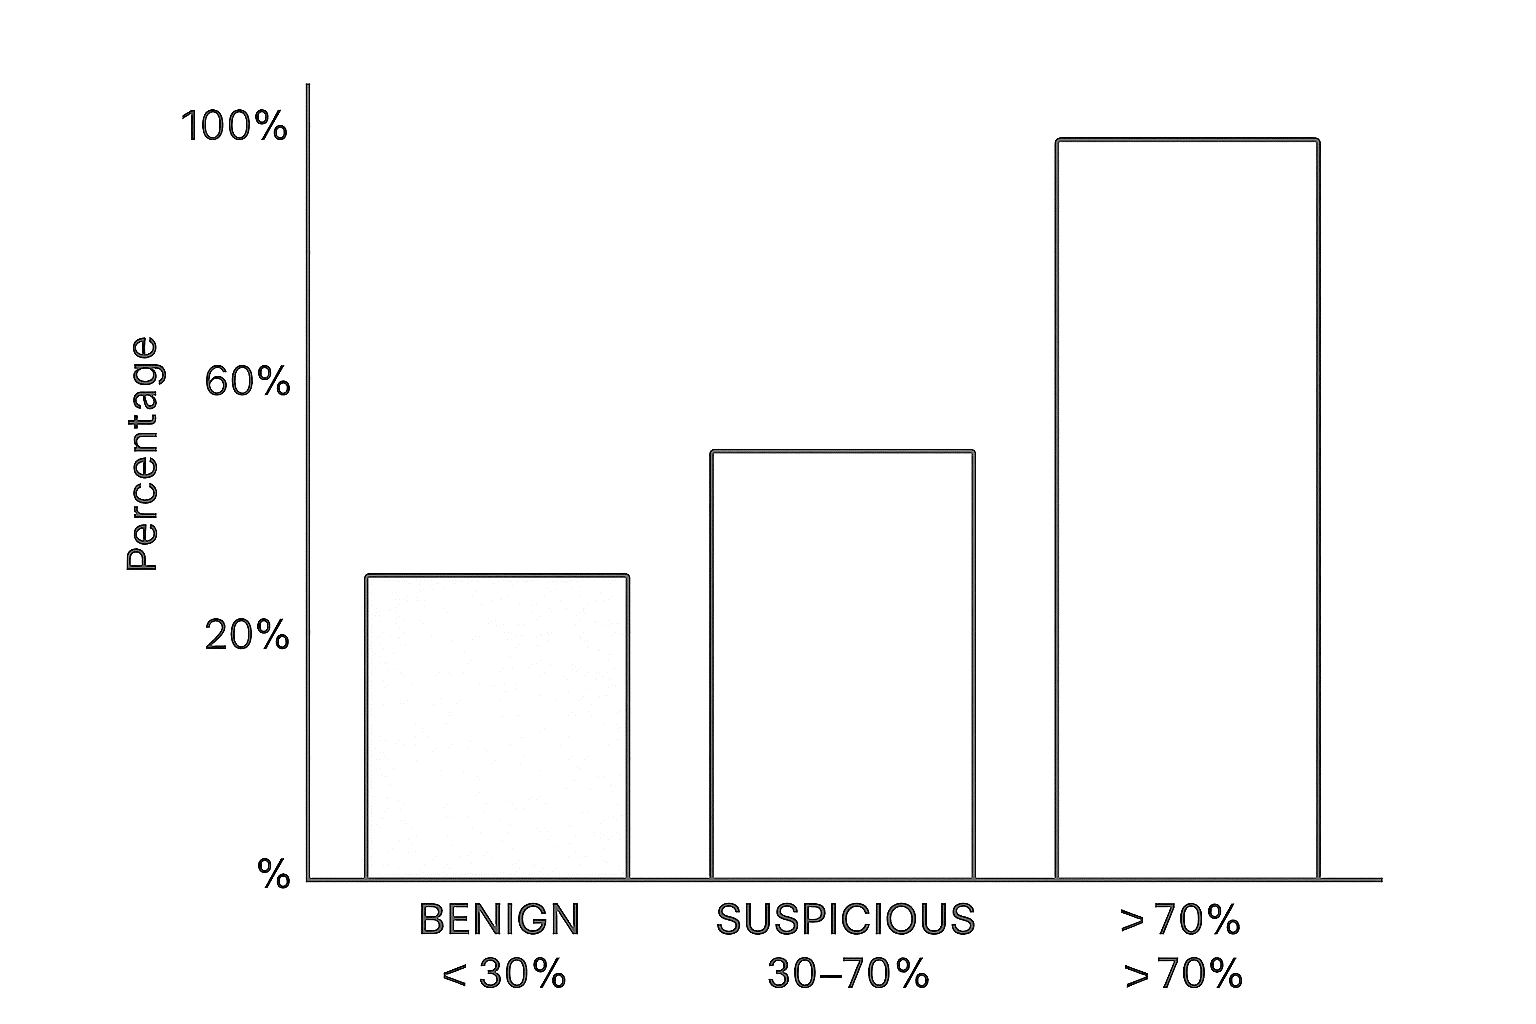 100%
60%
20%
%
Percentage
BENIGN
< 30%
SUSPICIOUS
30–70%
> 70%
> 70%